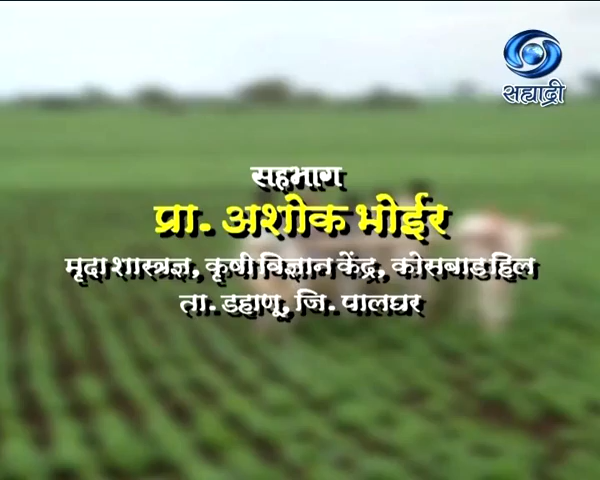 सह्याद्री
सहभाग
प्रा. अशोक भोईर
मृदा शास्त्रज्ञ, कृषी विज्ञान केंद्र, कोसबाड हिल
ता. डहाणू, जि. पालघर